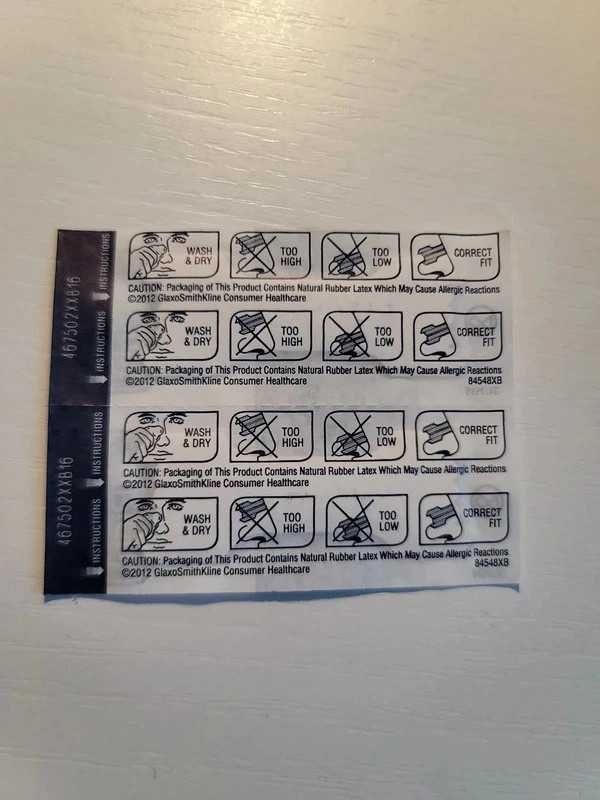 WASH & DRY
TOO HIGH
TOO LOW
CORRECT FIT
CAUTION: Packaging of This Product Contains Natural Rubber Latex Which May Cause Allergic Reactions
©2012 GlaxoSmithKline Consumer Healthcare
WASH & DRY
TOO HIGH
TOO LOW
CORRECT FIT
CAUTION: Packaging of This Product Contains Natural Rubber Latex Which May Cause Allergic Reactions
©2012 GlaxoSmithKline Consumer Healthcare 84548XB
INSTRUCTIONS
INSTRUCTIONS
467502XXB16
WASH & DRY
TOO HIGH
TOO LOW
CORRECT FIT
CAUTION: Packaging of This Product Contains Natural Rubber Latex Which May Cause Allergic Reactions
©2012 GlaxoSmithKline Consumer Healthcare
WASH & DRY
TOO HIGH
TOO LOW
CORRECT FIT
CAUTION: Packaging of This Product Contains Natural Rubber Latex Which May Cause Allergic Reactions
©2012 GlaxoSmithKline Consumer Healthcare 84548XB
INSTRUCTIONS
INSTRUCTIONS
467502XXB16